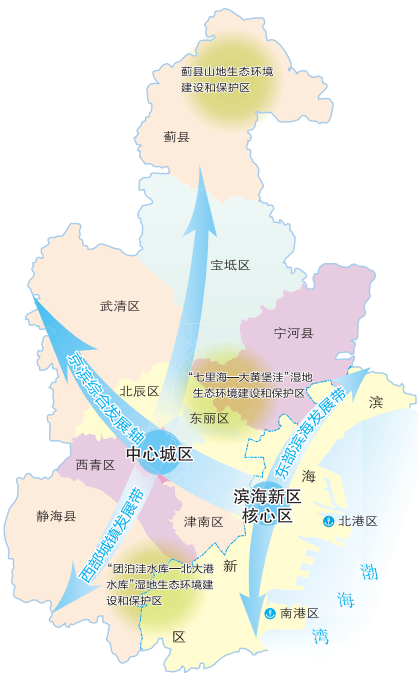 蓟县山地生态环境
建设和保护区
蓟县
宝坻区
武清区
宁河县
“七里海—大黄堡洼”湿地
生态环境建设和保护区
京滨综合发展轴
北辰区
东丽区
东部滨海发展带
滨
中心城区
西青区
海
滨海新区
核心区
静海县
西部城镇发展带
津南区
北港区
“团泊洼水库—北大港
水库”湿地生态环境建
设和保护区
新
渤
海
湾
南港区
区